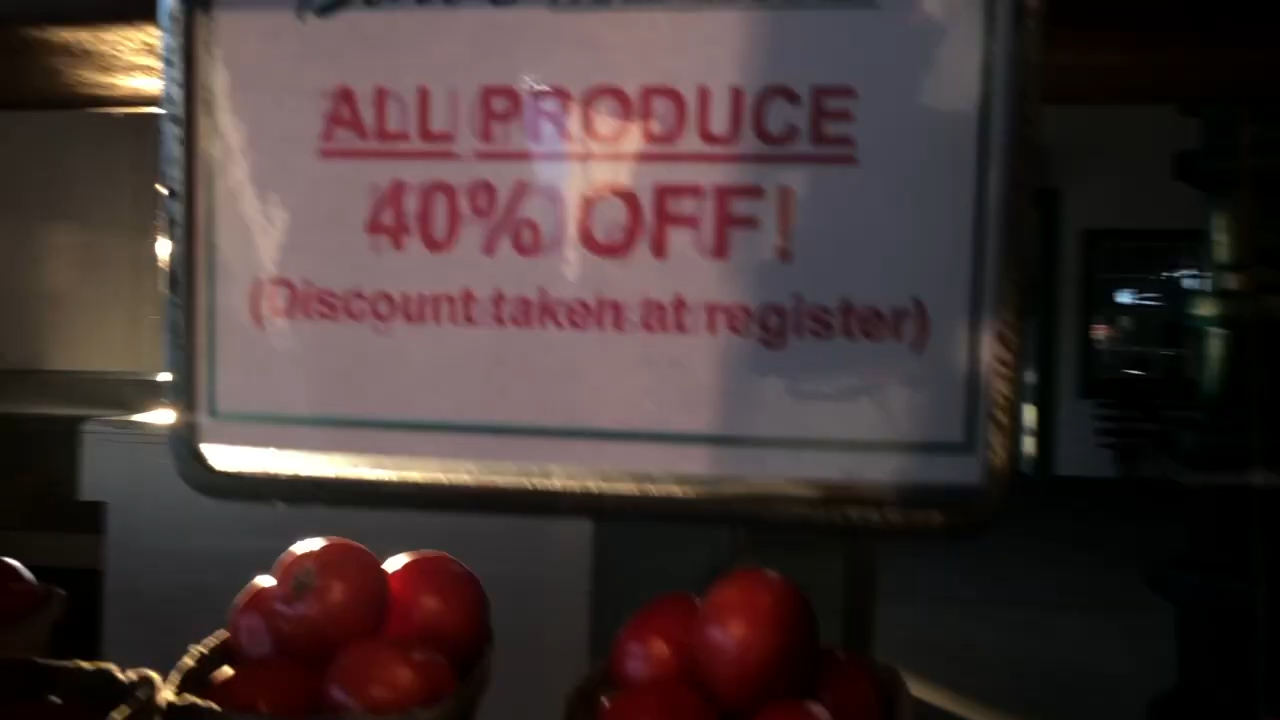 ALL PRODUCE
40% OFF!
(Discount taken at register)